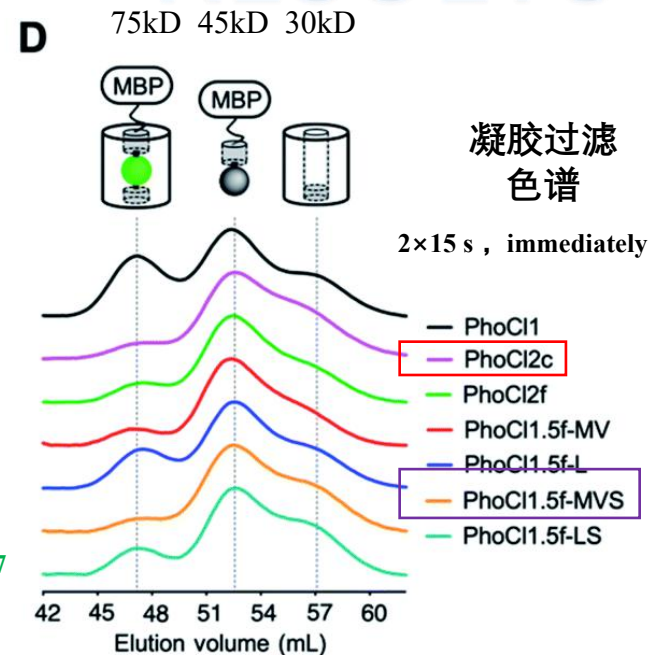 D
75kD 45kD 30kD
MBP
MBP
凝胶过滤
色谱
2×15 s ，immediately
PhoCl1
PhoCl2c
PhoCl2f
PhoCl1.5f-MV
PhoCl1.5f-L
PhoCl1.5f-MVS
PhoCl1.5f-LS
42 45 48 51 54 57 60
Elution volume (mL)